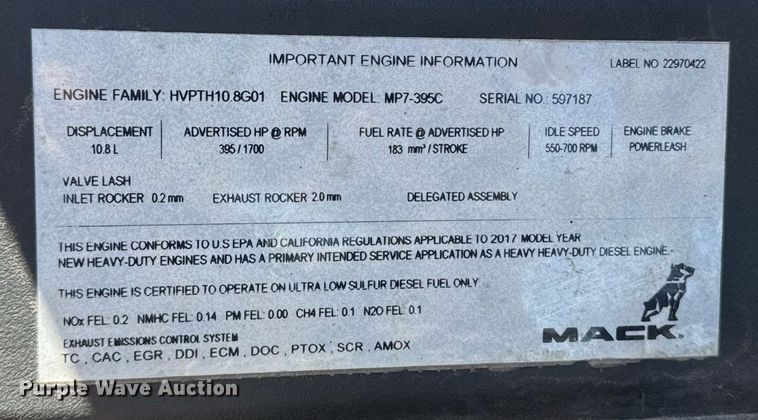 IMPORTANT ENGINE INFORMATION LABEL NO 22970422
ENGINE FAMILY: HVPTH10.8G01 ENGINE MODEL: MP7-395C SERIAL NO: 597187
DISPLACEMENT ADVERTISED HP @ RPM FUEL RATE @ ADVERTISED HP IDLE SPEED ENGINE BRAKE
10.8 L 395 / 1700 183 mm³ / STROKE 550-700 RPM POWERLEASH
VALVE LASH
INLET ROCKER 0.2 mm EXHAUST ROCKER 2.0 mm DELEGATED ASSEMBLY
THIS ENGINE CONFORMS TO U.S EPA AND CALIFORNIA REGULATIONS APPLICABLE TO 2017 MODEL YEAR
NEW HEAVY-DUTY ENGINES AND HAS A PRIMARY INTENDED SERVICE APPLICATION AS A HEAVY HEAVY-DUTY DIESEL ENGINE.
THIS ENGINE IS CERTIFIED TO OPERATE ON ULTRA LOW SULFUR DIESEL FUEL ONLY
NOx FEL: 0.2 NMHC FEL: 0.14 PM FEL: 0.00 CH4 FEL: 0.1 N2O FEL: 0.1
EXHAUST EMISSIONS CONTROL SYSTEM
TC , CAC , EGR , DDI , ECM , DOC , PTOX , SCR , AMOX
MACK
Purple Wave Auction